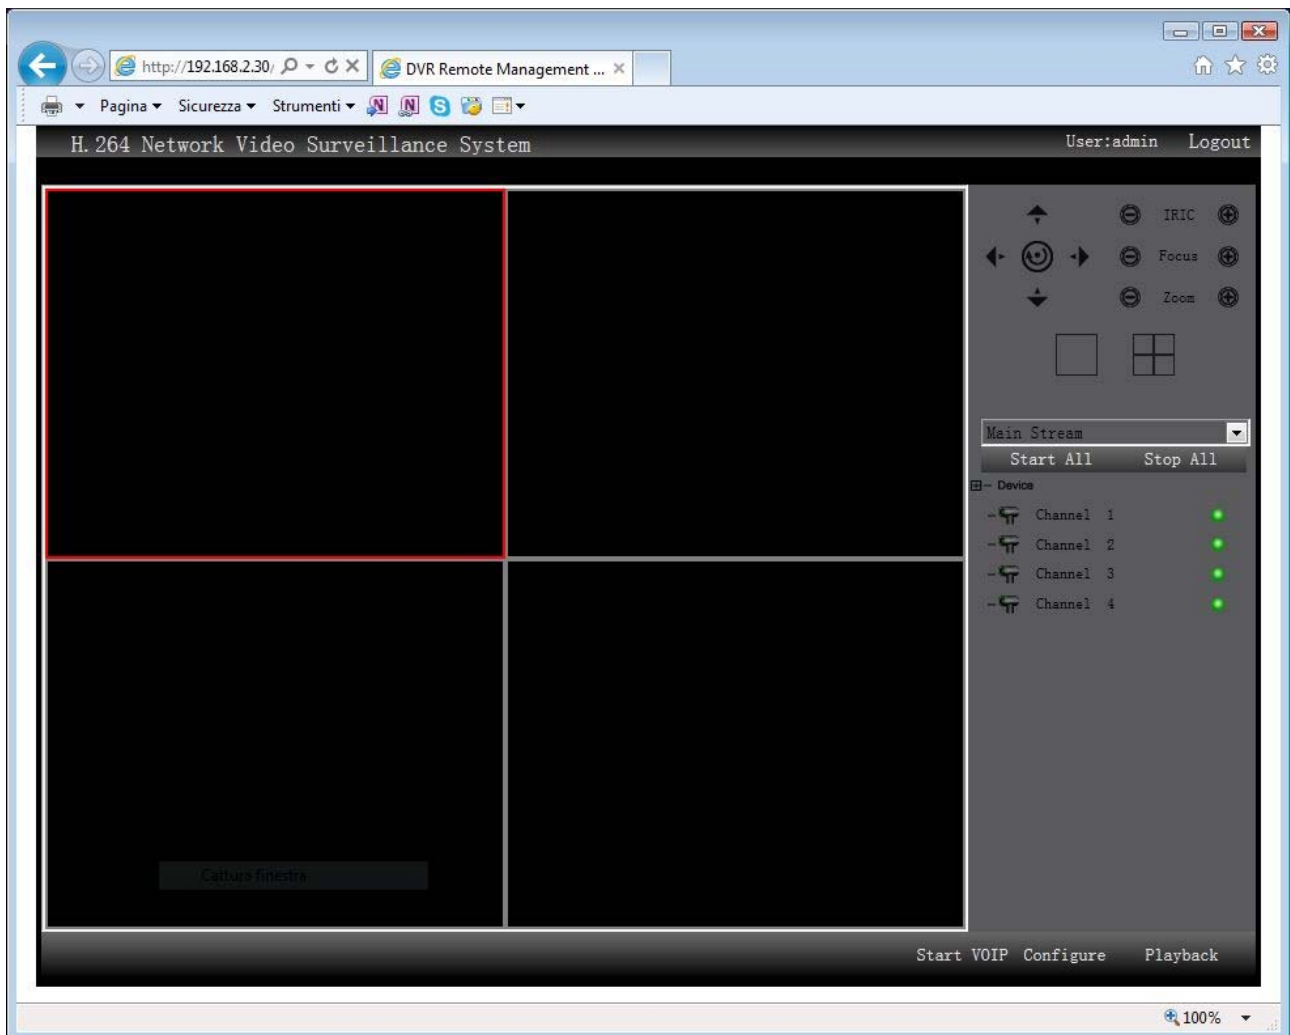 http://192.168.2.30/
DVR Remote Management ...
Pagina Sicurezza Strumenti
H.264 Network Video Surveillance System
User:admin Logout
IRIC
Focus
Zoom
Main Stream
Start All Stop All
Device
Channel 1
Channel 2
Channel 3
Channel 4
Cattura finestra
Start VOIP Configure Playback
100%